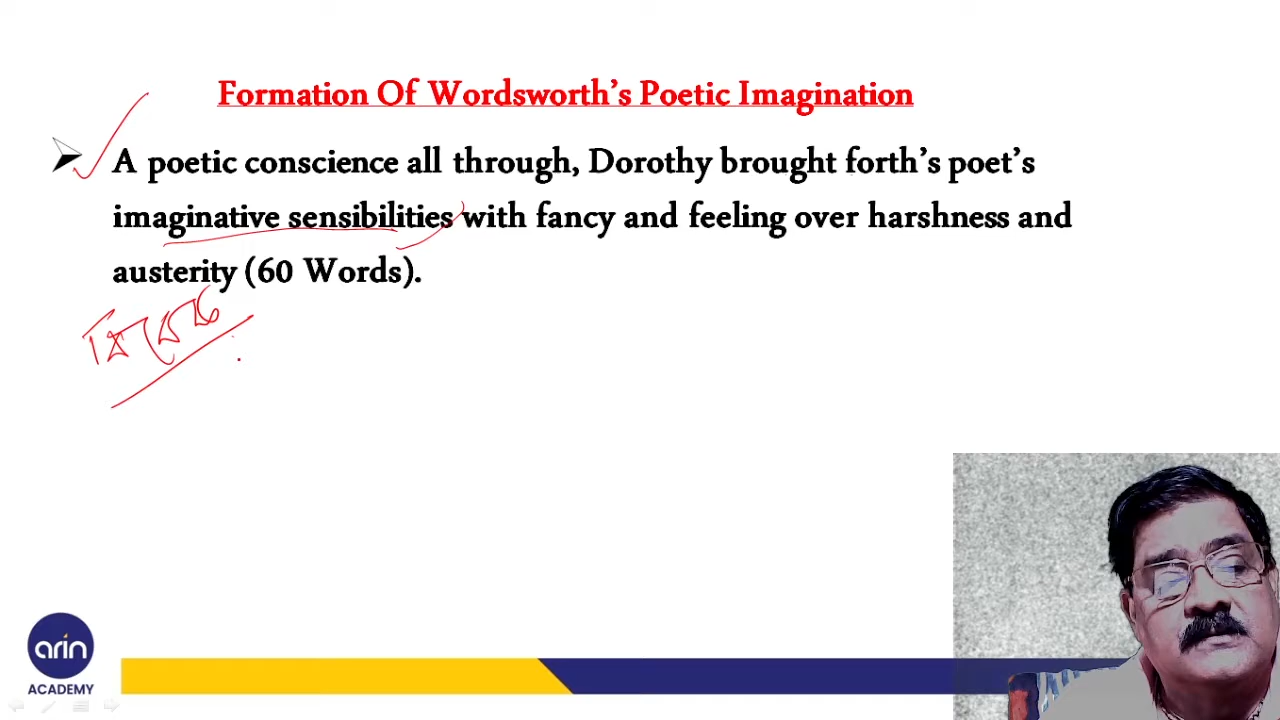 Formation Of Wordsworth's Poetic Imagination
A poetic conscience all through, Dorothy brought forth's poet's
imaginative sensibilities with fancy and feeling over harshness and
austerity (60 Words).
arin
ACADEMY